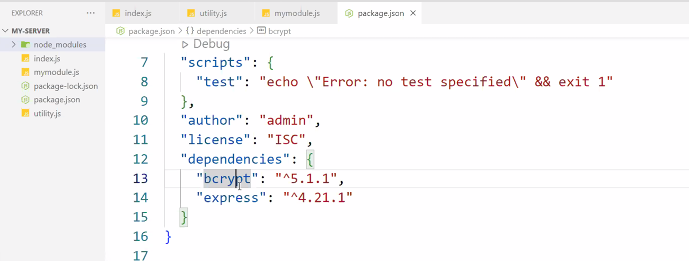 EXPLORER ...
MY-SERVER
> node_modules
index.js
mymodule.js
package-lock.json
package.json
utility.js
index.js utility.js mymodule.js package.json ×
package.json > { } dependencies > bcrypt
Debug
7 "scripts": {
8 "test": "echo \"Error: no test specified\" && exit 1"
9 },
10 "author": "admin",
11 "license": "ISC",
12 "dependencies": {
13 "bcrypt": "^5.1.1",
14 "express": "^4.21.1"
15 }
16 }
17